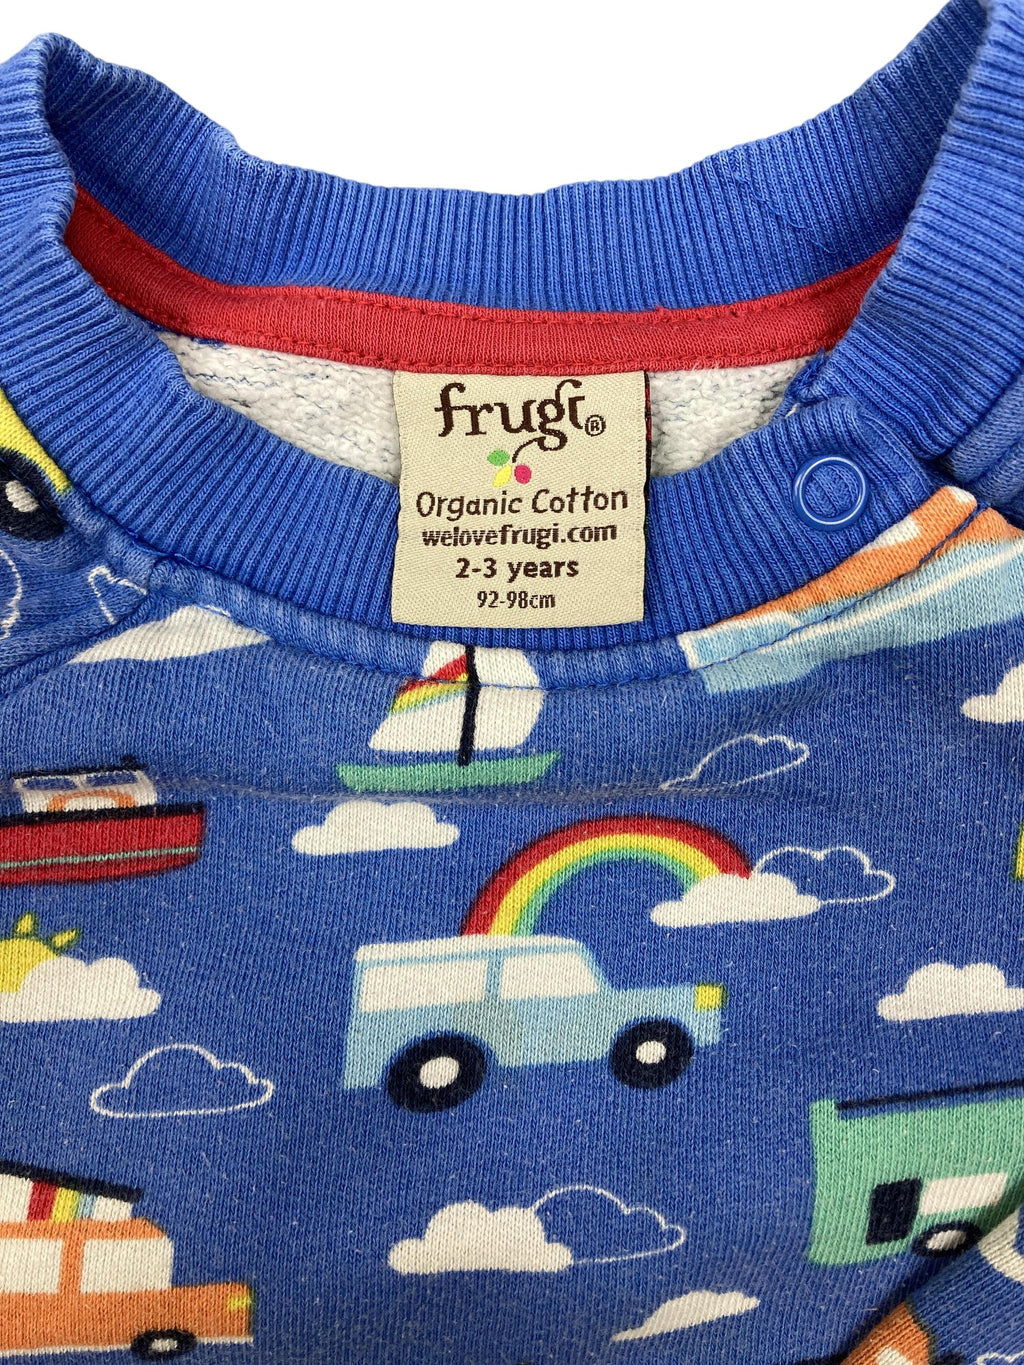 frugi®
Organic Cotton
welovefrugi.com
2-3 years
92-98cm